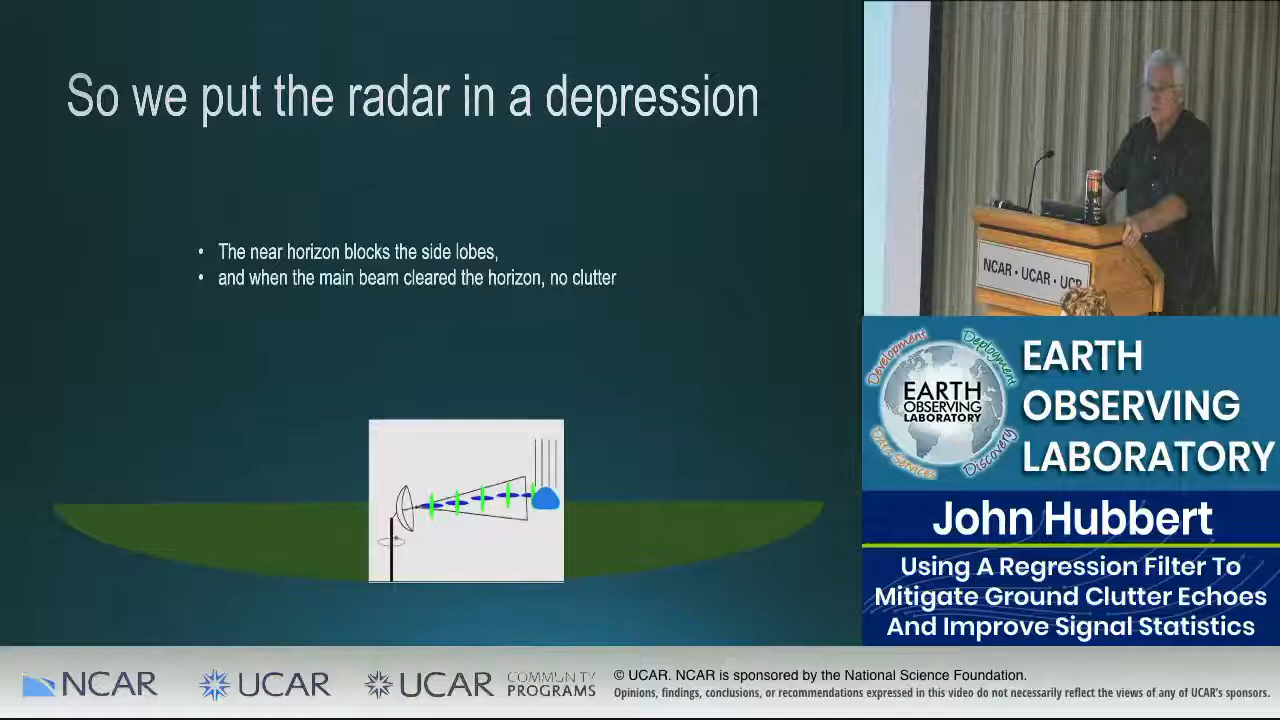 So we put the radar in a depression
• The near horizon blocks the side lobes,
• and when the main beam cleared the horizon, no clutter
NCAR • UCAR • UCP
Development
Deployment
EARTH
OBSERVING
LABORATORY
Data Services
Discovery
EARTH
OBSERVING
LABORATORY
John Hubbert
Using A Regression Filter To
Mitigate Ground Clutter Echoes
And Improve Signal Statistics
NCAR
UCAR
UCAR
COMMUNITY
PROGRAMS
© UCAR. NCAR is sponsored by the National Science Foundation.
Opinions, findings, conclusions, or recommendations expressed in this video do not necessarily reflect the views of any of UCAR's sponsors.